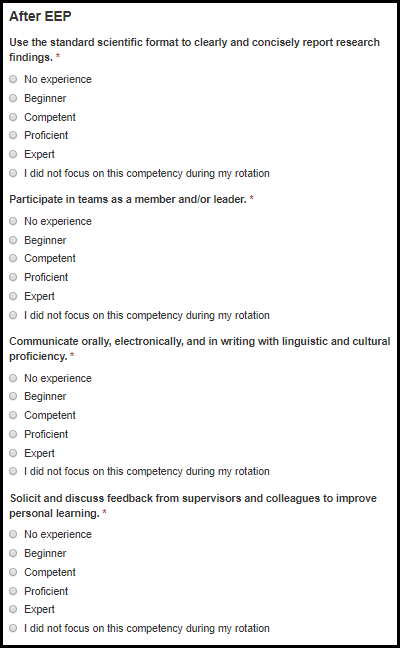 After EEP
Use the standard scientific format to clearly and concisely report research
findings. *
No experience
Beginner
Competent
Proficient
Expert
I did not focus on this competency during my rotation
Participate in teams as a member and/or leader. *
No experience
Beginner
Competent
Proficient
Expert
I did not focus on this competency during my rotation
Communicate orally, electronically, and in writing with linguistic and cultural
proficiency. *
No experience
Beginner
Competent
Proficient
Expert
I did not focus on this competency during my rotation
Solicit and discuss feedback from supervisors and colleagues to improve
personal learning. *
No experience
Beginner
Competent
Proficient
Expert
I did not focus on this competency during my rotation